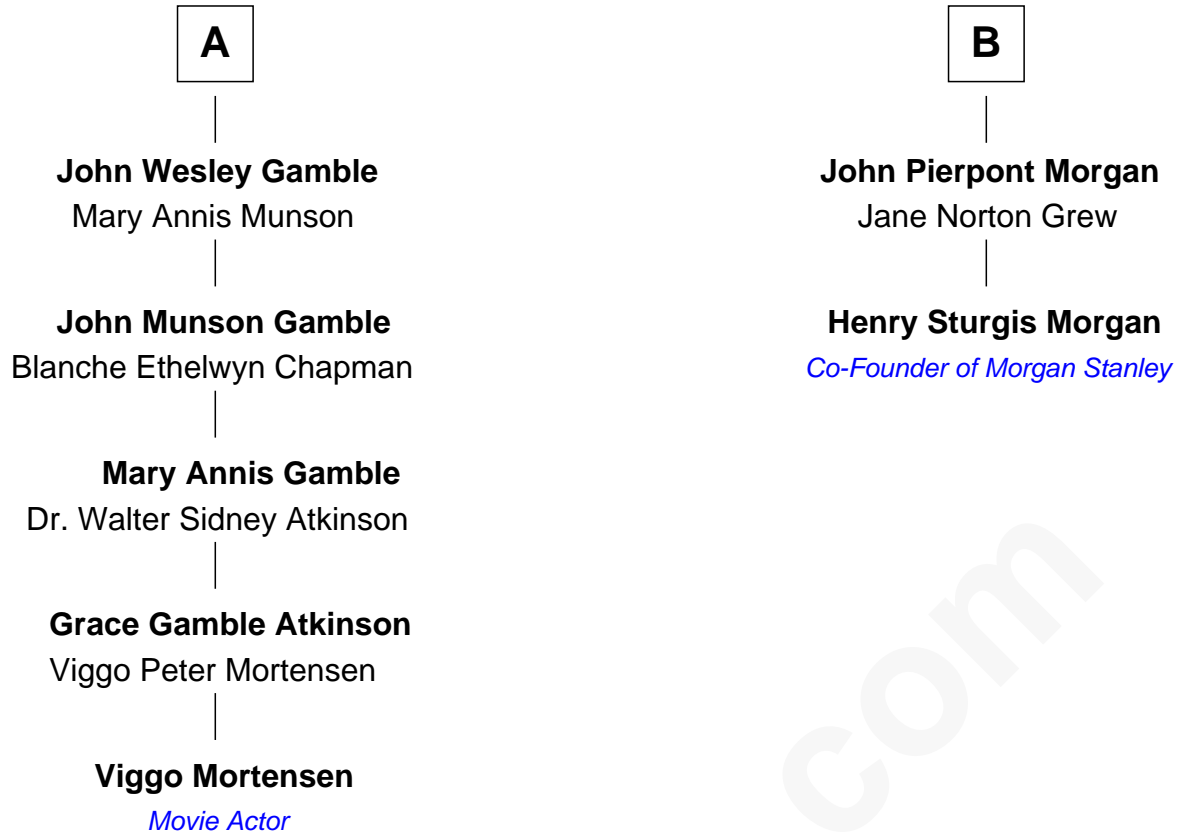 A
John Wesley Gamble
Mary Annis Munson
John Munson Gamble
Blanche Ethelwyn Chapman
Mary Annis Gamble
Dr. Walter Sidney Atkinson
Grace Gamble Atkinson
Viggo Peter Mortensen
Viggo Mortensen
Movie Actor
B
John Pierpont Morgan
Jane Norton Grew
Henry Sturgis Morgan
Co-Founder of Morgan Stanley
com